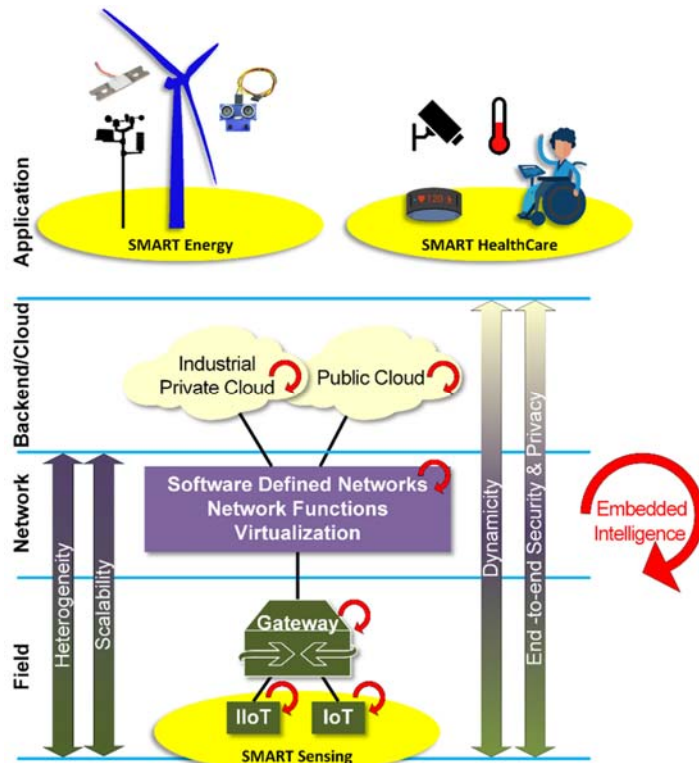 Application
120
SMART Energy
SMART HealthCare
Backend/Cloud
Industrial
Private Cloud
Public Cloud
Network
Software Defined Networks
Network Functions
Virtualization
Heterogeneity
Scalability
Dynamicity
End -to-end Security & Privacy
Embedded
Intelligence
Field
Gateway
IIoT
IoT
SMART Sensing